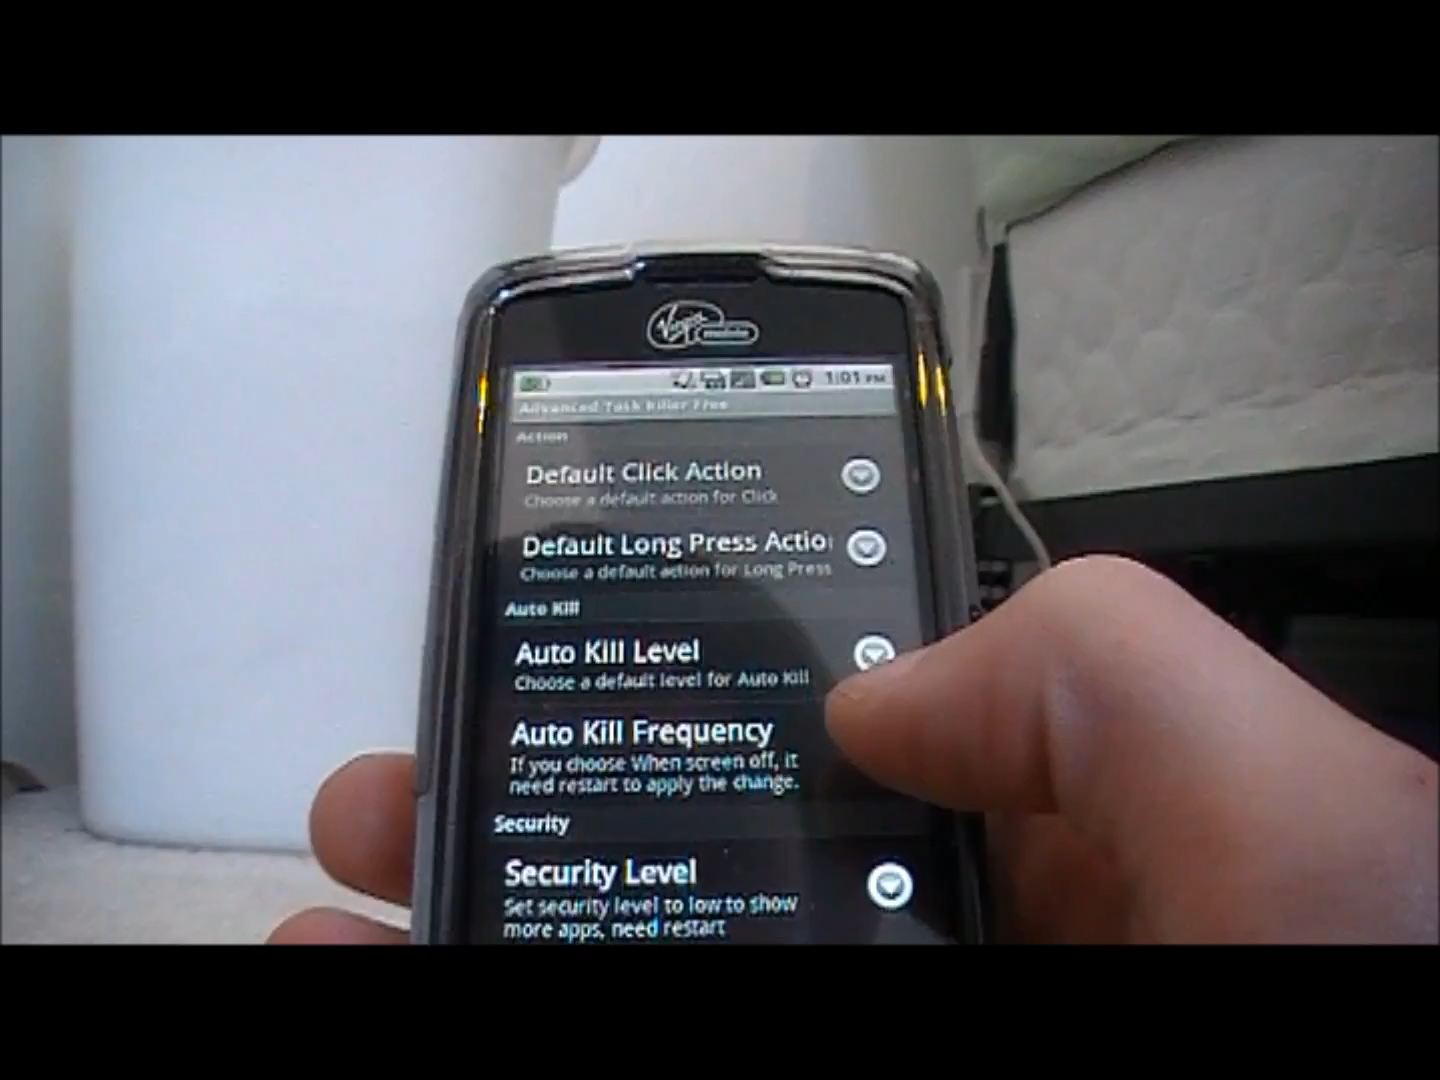 Virgin
mobile
1:01 PM
Advanced Task Killer Free
Action
Default Click Action
Choose a default action for Click
Default Long Press Actio
Choose a default action for Long Press
Auto Kill
Auto Kill Level
Choose a default level for Auto Kill
Auto Kill Frequency
If you choose When screen off, it
need restart to apply the change.
Security
Security Level
Set security level to low to show
more apps, need restart